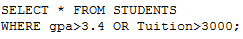 SELECT * FROM STUDENTS
WHERE gpa>3.4 OR Tuition>3000;